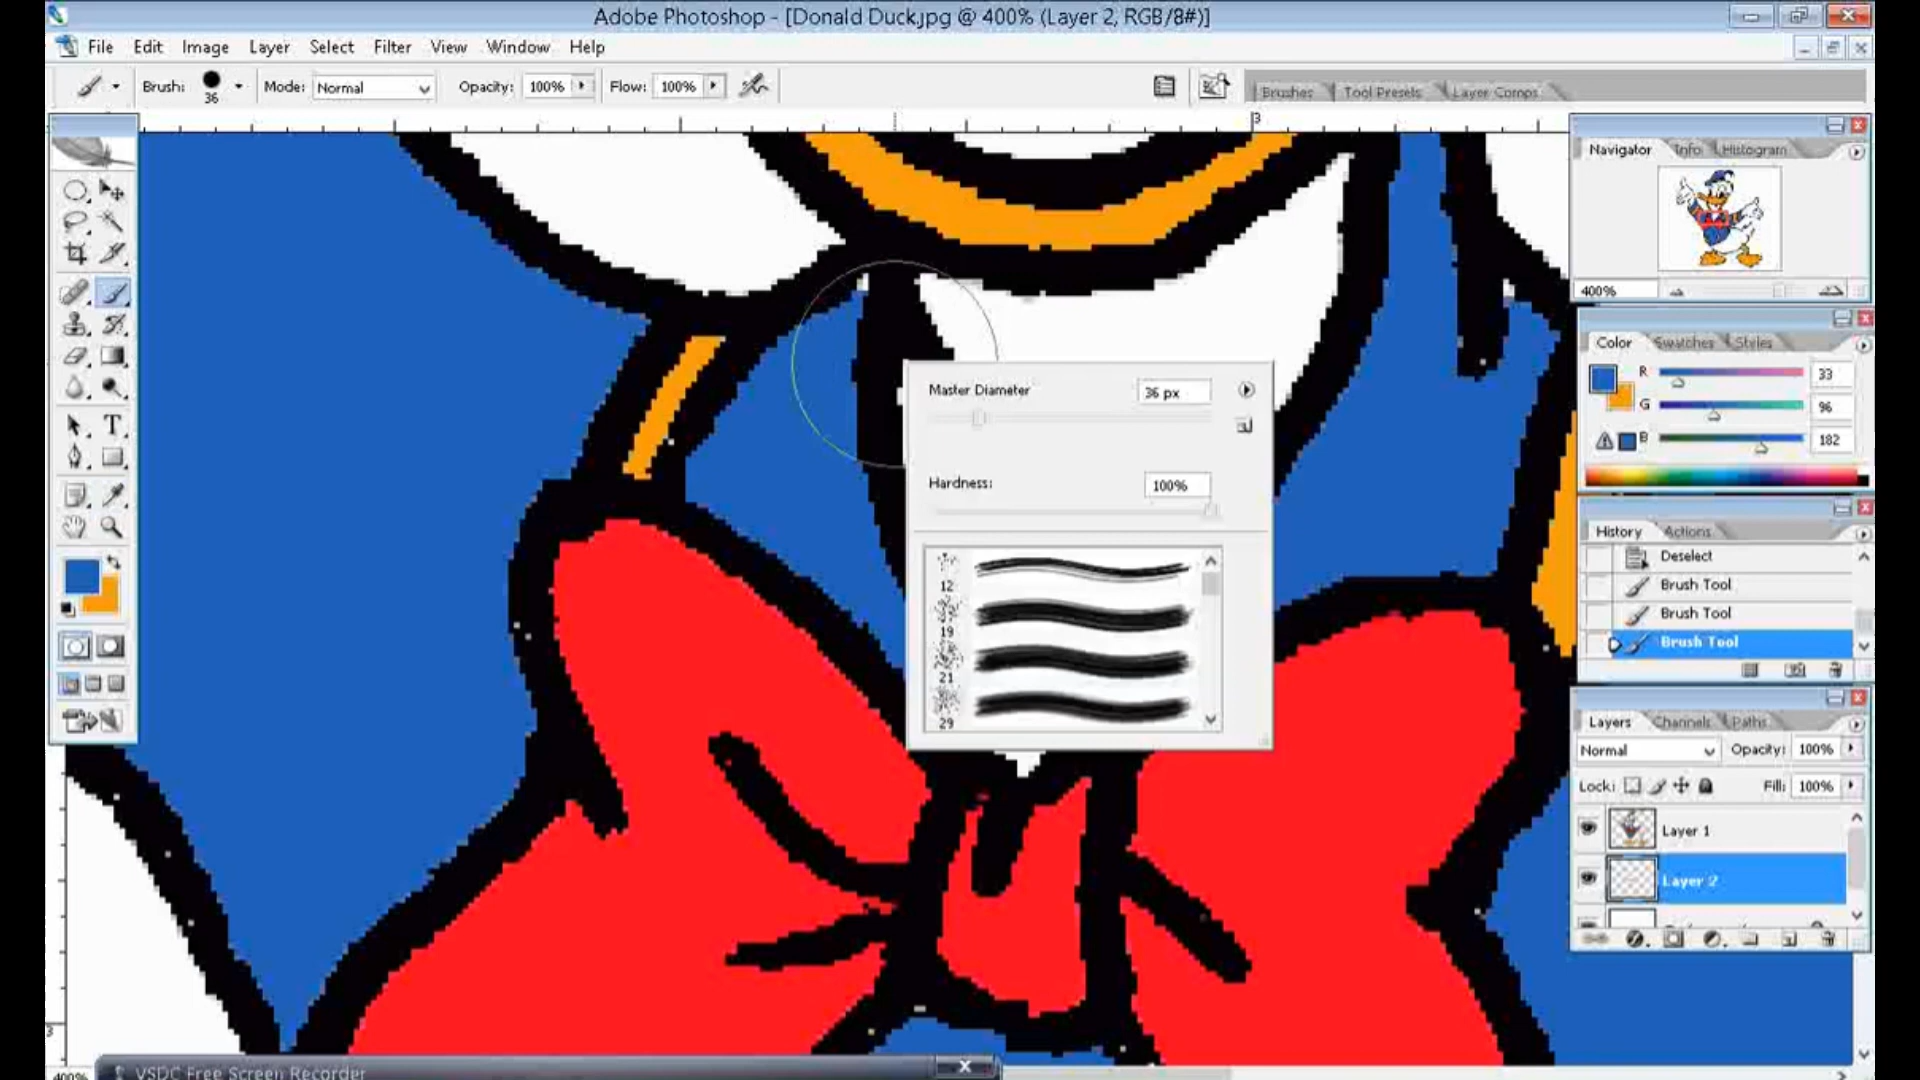 Adobe Photoshop - [Donald Duck.jpg @ 400% (Layer 2, RGB/8#)]
File Edit Image Layer Select Filter View Window Help
Brush: 36 Mode: Normal Opacity: 100% Flow: 100%
Brushes Tool Presets Layer Comps
3
Navigator Info Histogram
400%
Color Swatches Styles
R 33
G 96
B 182
Master Diameter 36 px
Hardness: 100%
12
19
21
29
History Actions
Deselect
Brush Tool
Brush Tool
Brush Tool
Layers Channels Paths
Normal Opacity: 100%
Lock: Fill: 100%
Layer 1
Layer 2
3
400%
VSDC Free Screen Recorder